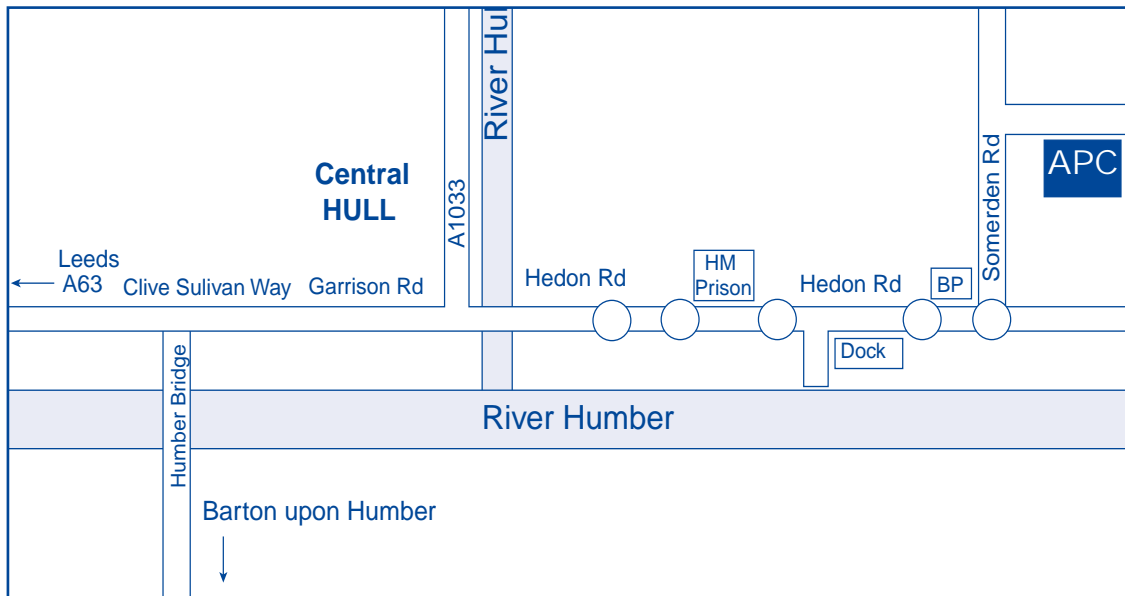 River Hul
Central
HULL
A1033
Somerden Rd
APC
Leeds
A63
Clive Sulivan Way
Garrison Rd
Hedon Rd
HM
Prison
Hedon Rd
BP
Dock
Humber Bridge
River Humber
Barton upon Humber